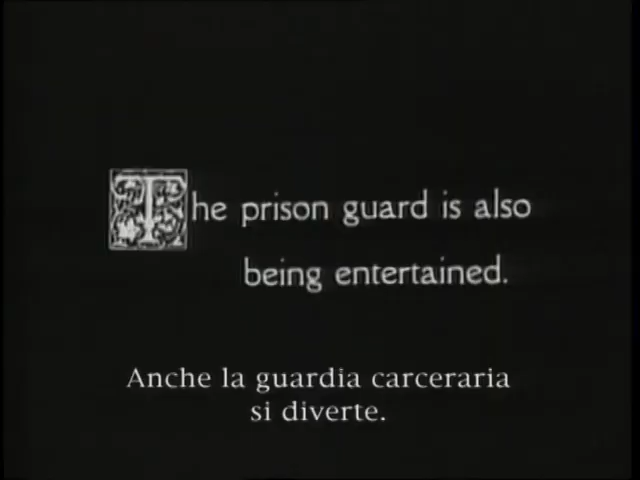 The prison guard is also
being entertained.
Anche la guardia carceraria
si diverte.